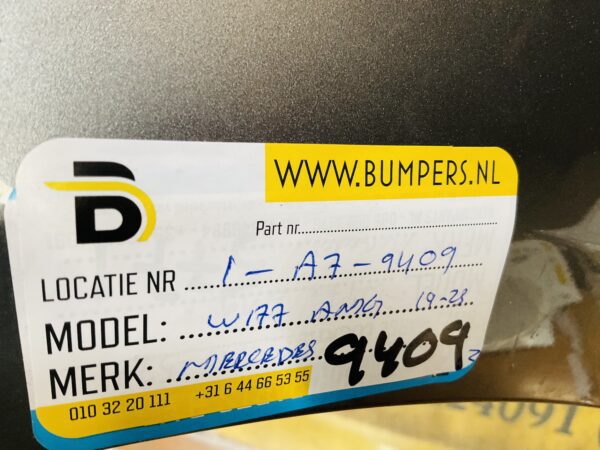 B
WWW.BUMPERS.NL
Part nr.
LOCATIE NR 1 - A7 - 9409
MODEL: W177 AMG 19-23
MERK: MERCEDES 9409
010 32 20 111 +31 6 44 66 53 55
24091